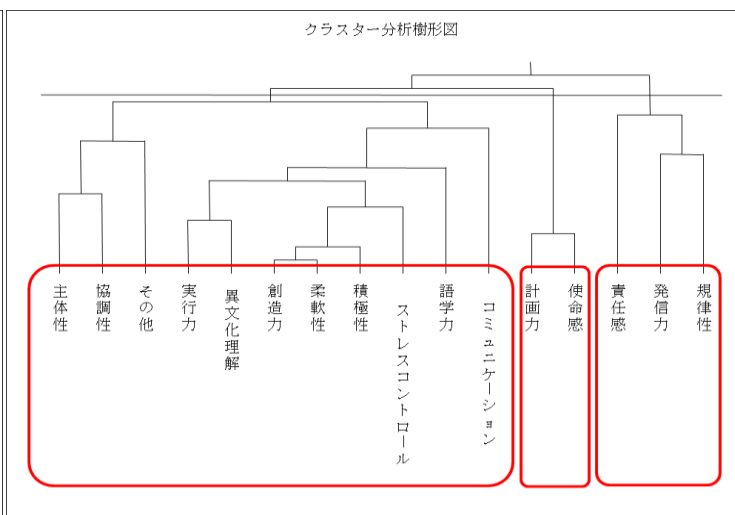 クラスター分析樹形図
主体性
協調性
その他
実行力
異文化理解
創造力
柔軟性
積極性
ストレスコントロール
語学力
コミュニケーション
計画力
使命感
責任感
発信力
規律性